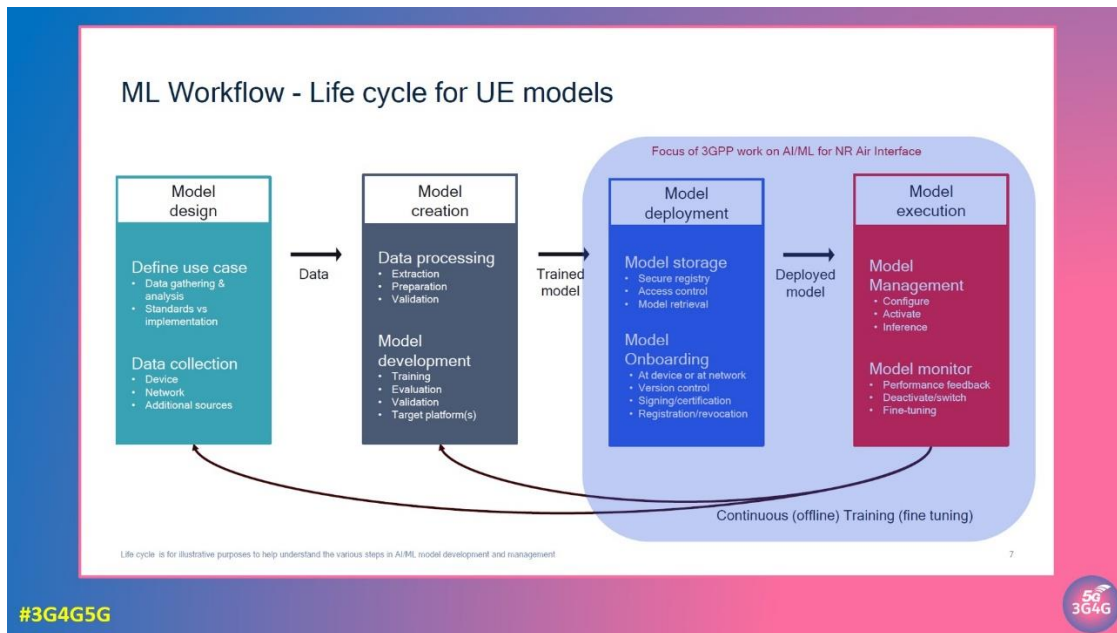 ML Workflow - Life cycle for UE models
Focus of 3GPP work on AI/ML for NR Air Interface
Model
design
Define use case
• Data gathering &
analysis
• Standards vs
implementation
Data collection
• Device
• Network
• Additional sources
Data
Model
creation
Data processing
• Extraction
• Preparation
• Validation
Model
development
• Training
• Evaluation
• Validation
• Target platform(s)
Trained
model
Model
deployment
Model storage
• Secure registry
• Access control
• Model retrieval
Model
Onboarding
• At device or at network
• Version control
• Signing/certification
• Registration/revocation
Deployed
model
Model
execution
Model
Management
• Configure
• Activate
• Inference
Model monitor
• Performance feedback
• Deactivate/switch
• Fine-tuning
Continuous (offline) Training (fine tuning)
Life cycle is for illustrative purposes to help understand the various steps in AI/ML model development and management
7
#3G4G5G
5G
3G4G